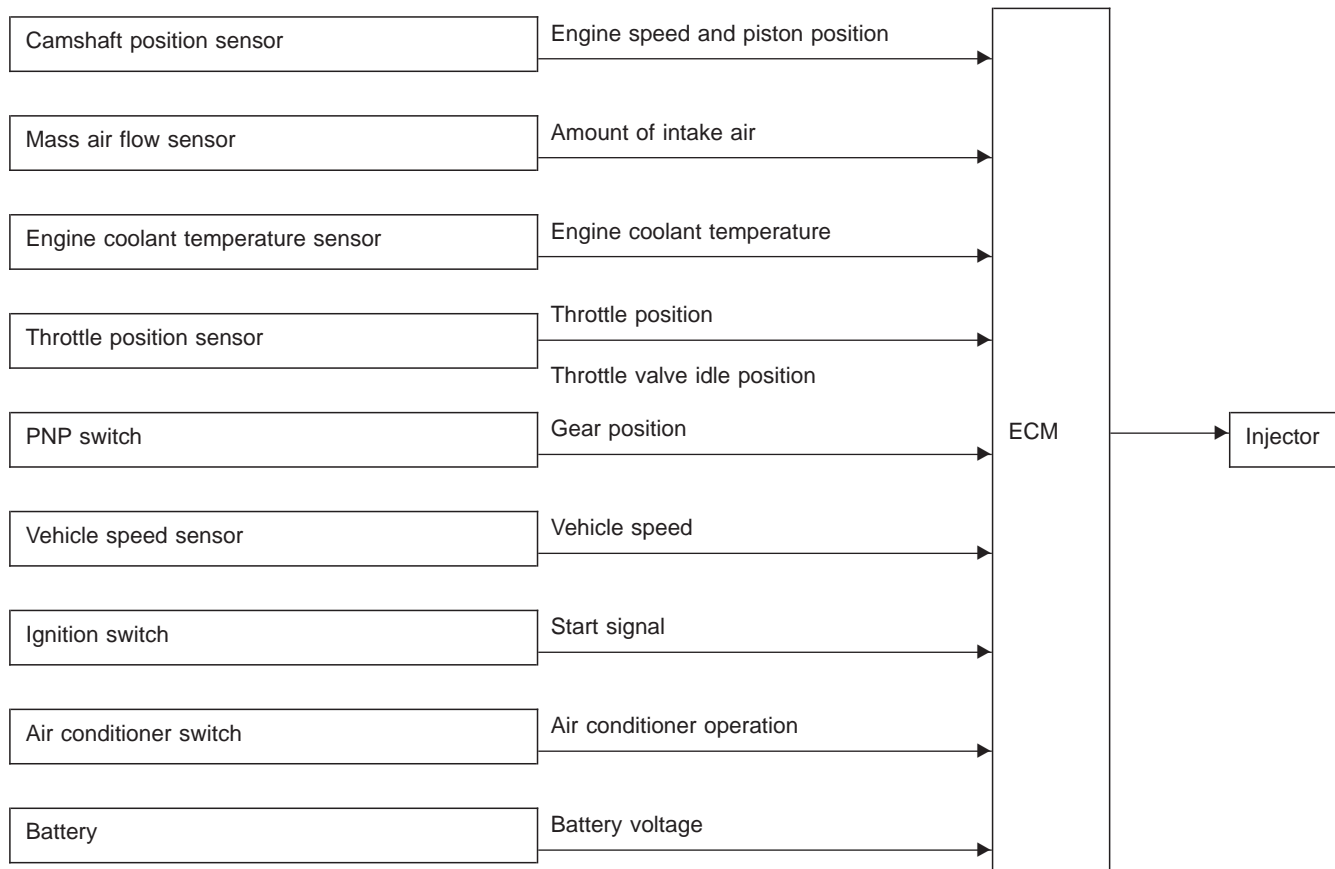 Camshaft position sensor
Engine speed and piston position
Mass air flow sensor
Amount of intake air
Engine coolant temperature sensor
Engine coolant temperature
Throttle position sensor
Throttle position
Throttle valve idle position
PNP switch
Gear position
ECM
Injector
Vehicle speed sensor
Vehicle speed
Ignition switch
Start signal
Air conditioner switch
Air conditioner operation
Battery
Battery voltage